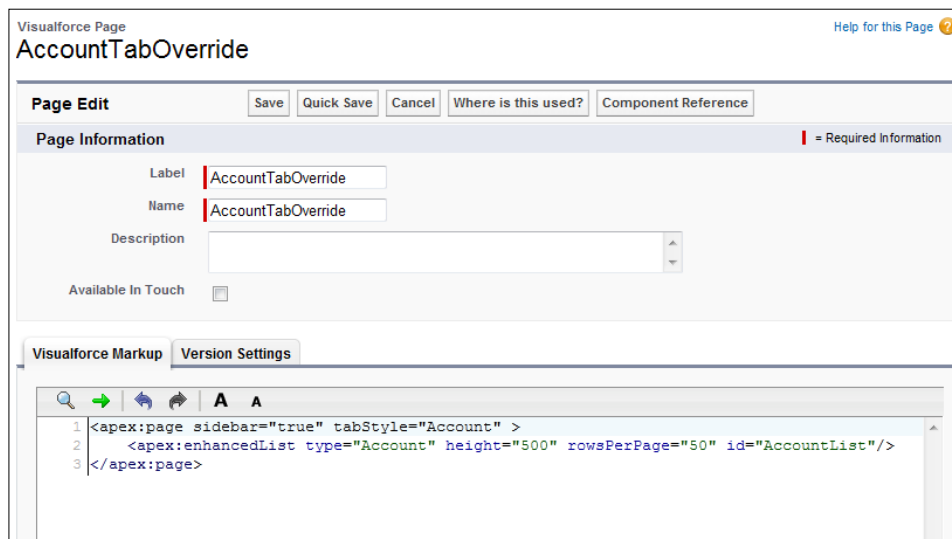 Visualforce Page
Help for this Page
AccountTabOverride
Page Edit Save Quick Save Cancel Where is this used? Component Reference
Page Information = Required Information
Label AccountTabOverride
Name AccountTabOverride
Description
Available In Touch
Visualforce Markup Version Settings
A A
1 <apex:page sidebar="true" tabStyle="Account" >
2 <apex:enhancedList type="Account" height="500" rowsPerPage="50" id="AccountList"/>
3 </apex:page>